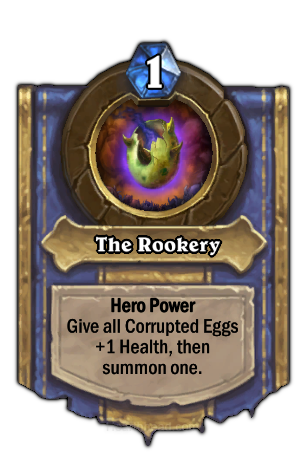 1
The Rookery
Hero Power
Give all Corrupted Eggs
+1 Health, then
summon one.